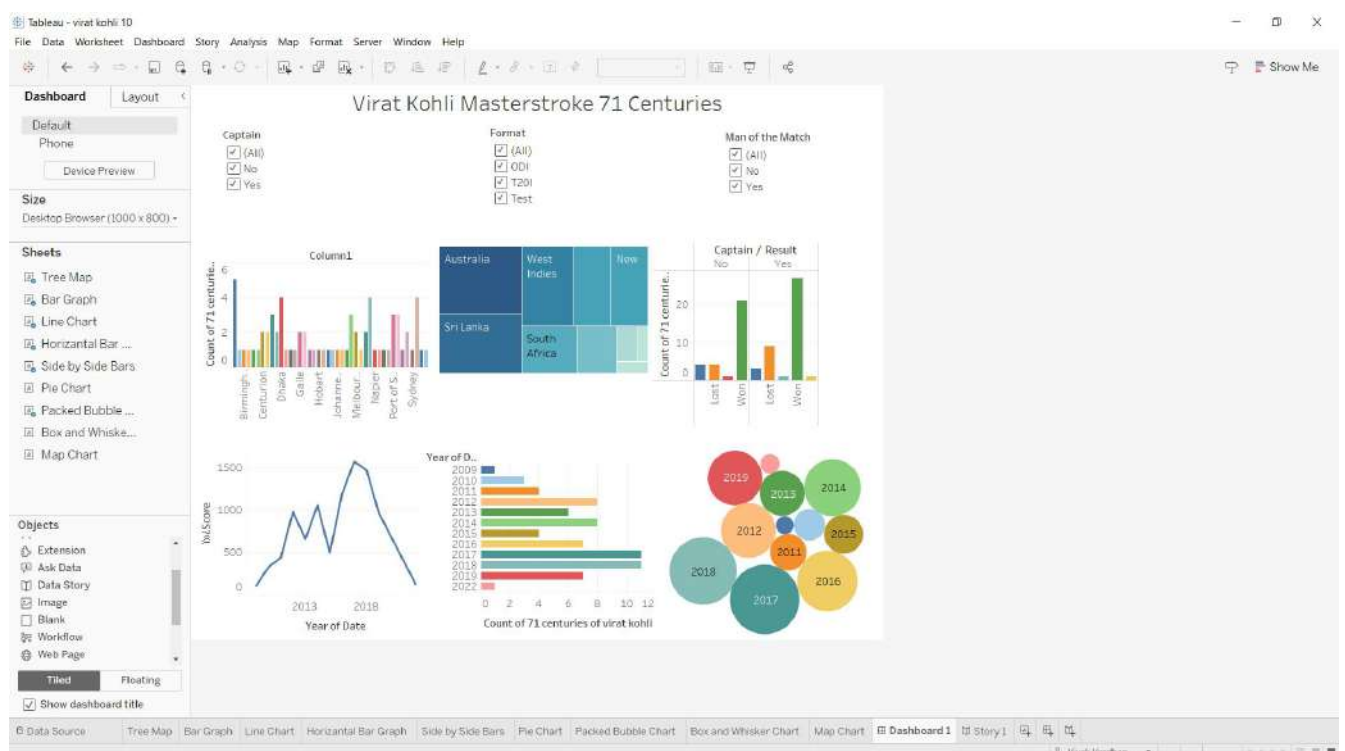 Tableau - virat kohli 10
File Data Worksheet Dashboard Story Analysis Map Format Server Window Help
Show Me
Dashboard Layout
Default
Phone
Device Preview
Size
Desktop Browser (1000 x 800)
Sheets
Tree Map
Bar Graph
Line Chart
Horizantal Bar ...
Side by Side Bars
Pie Chart
Packed Bubble ...
Box and Whiske...
Map Chart
Objects
Extension
Ask Data
Data Story
Image
Blank
Workflow
Web Page
Tiled Floating
Show dashboard title
Virat Kohli Masterstroke 71 Centuries
Captain
(All)
No
Yes
Format
(All)
ODI
T20I
Test
Man of the Match
(All)
No
Yes
Column1
Count of 71 centurie..
6
4
2
0
Birmingh..
Centurion
Dhaka
Galle
Hobart
Johanne..
Melbour..
Napier
Port of S..
Sydney
Australia
West Indies
New
Sri Lanka
South Africa
Captain / Result
No Yes
Count of 71 centurie..
20
10
0
Lost
Won
Lost
Won
1500
1000
500
0
2013 2018
Year of Date
Year of D..
2009
2010
2011
2012
2013
2014
2015
2016
2017
2018
2019
2022
0 2 4 6 8 10 12
Count of 71 centuries of virat kohli
2019
2013
2014
2012
2011
2015
2018
2017
2016
Data Source Tree Map Bar Graph Line Chart Horizantal Bar Graph Side by Side Bars Pie Chart Packed Bubble Chart Box and Whisker Chart Map Chart Dashboard 1 Story 1